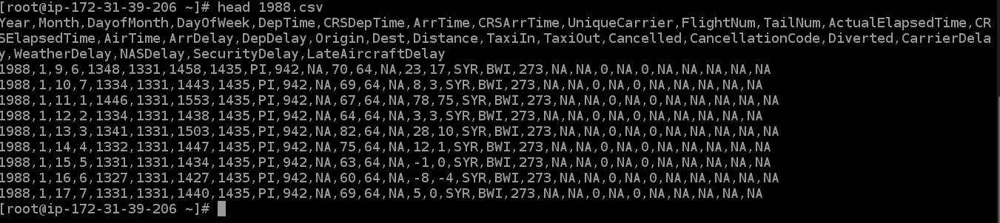 [root@ip-172-31-39-206 ~]# head 1988.csv
Year,Month,DayofMonth,DayOfWeek,DepTime,CRSDepTime,ArrTime,CRSArrTime,UniqueCarrier,FlightNum,TailNum,ActualElapsedTime,CR
SElapsedTime,AirTime,ArrDelay,DepDelay,Origin,Dest,Distance,TaxiIn,TaxiOut,Cancelled,CancellationCode,Diverted,CarrierDela
y,WeatherDelay,NASDelay,SecurityDelay,LateAircraftDelay
1988,1,9,6,1348,1331,1458,1435,PI,942,NA,70,64,NA,23,17,SYR,BWI,273,NA,NA,0,NA,0,NA,NA,NA,NA,NA
1988,1,10,7,1334,1331,1443,1435,PI,942,NA,69,64,NA,8,3,SYR,BWI,273,NA,NA,0,NA,0,NA,NA,NA,NA,NA
1988,1,11,1,1446,1331,1553,1435,PI,942,NA,67,64,NA,78,75,SYR,BWI,273,NA,NA,0,NA,0,NA,NA,NA,NA,NA
1988,1,12,2,1334,1331,1438,1435,PI,942,NA,64,64,NA,3,3,SYR,BWI,273,NA,NA,0,NA,0,NA,NA,NA,NA,NA
1988,1,13,3,1341,1331,1503,1435,PI,942,NA,82,64,NA,28,10,SYR,BWI,273,NA,NA,0,NA,0,NA,NA,NA,NA,NA
1988,1,14,4,1332,1331,1447,1435,PI,942,NA,75,64,NA,12,1,SYR,BWI,273,NA,NA,0,NA,0,NA,NA,NA,NA,NA
1988,1,15,5,1331,1331,1434,1435,PI,942,NA,63,64,NA,-1,0,SYR,BWI,273,NA,NA,0,NA,0,NA,NA,NA,NA,NA
1988,1,16,6,1327,1331,1427,1435,PI,942,NA,60,64,NA,-8,-4,SYR,BWI,273,NA,NA,0,NA,0,NA,NA,NA,NA,NA
1988,1,17,7,1331,1331,1440,1435,PI,942,NA,69,64,NA,5,0,SYR,BWI,273,NA,NA,0,NA,0,NA,NA,NA,NA,NA
[root@ip-172-31-39-206 ~]#